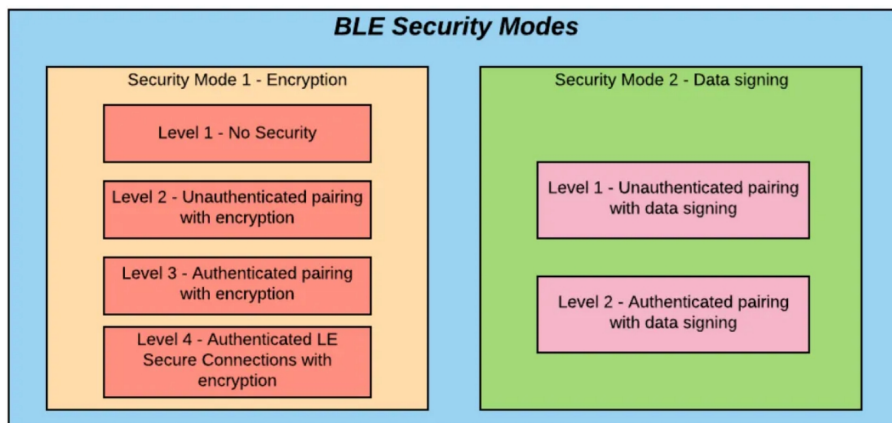 BLE Security Modes
Security Mode 1 - Encryption
Level 1 - No Security
Level 2 - Unauthenticated pairing
with encryption
Level 3 - Authenticated pairing
with encryption
Level 4 - Authenticated LE
Secure Connections with
encryption
Security Mode 2 - Data signing
Level 1 - Unauthenticated pairing
with data signing
Level 2 - Authenticated pairing
with data signing